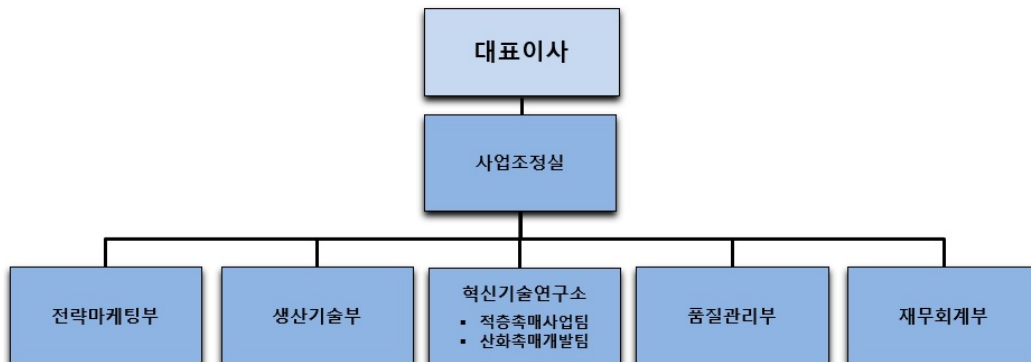 대표이사
사업조정실
전략마케팅부
생산기술부
혁신기술연구소
▪ 적층촉매사업팀
▪ 산화촉매개발팀
품질관리부
재무회계부